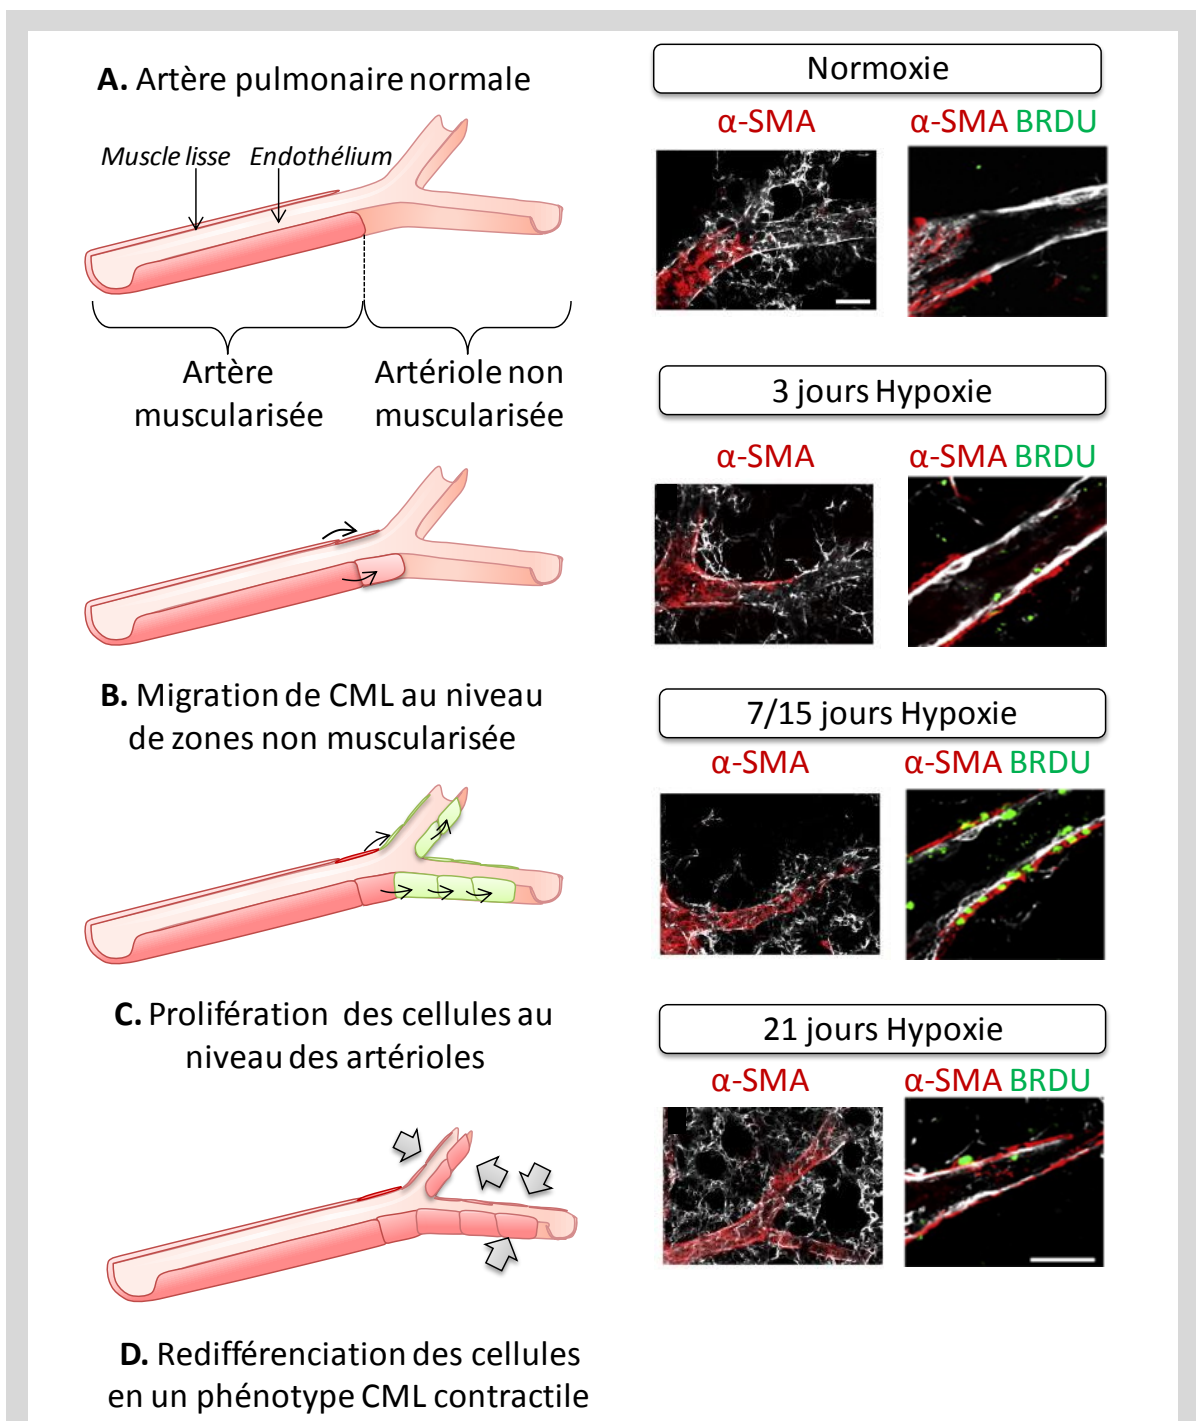 A. Artère pulmonaire normale
Muscle lisse
Endothélium
Artère
muscularisée
Artériole non
muscularisée
B. Migration de CML au niveau
de zones non muscularisée
C. Prolifération des cellules au
niveau des artérioles
D. Redifférenciation des cellules
en un phénotype CML contractile
Normoxie
α-SMA
α-SMA BRDU
3 jours Hypoxie
α-SMA
α-SMA BRDU
7/15 jours Hypoxie
α-SMA
α-SMA BRDU
21 jours Hypoxie
α-SMA
α-SMA BRDU